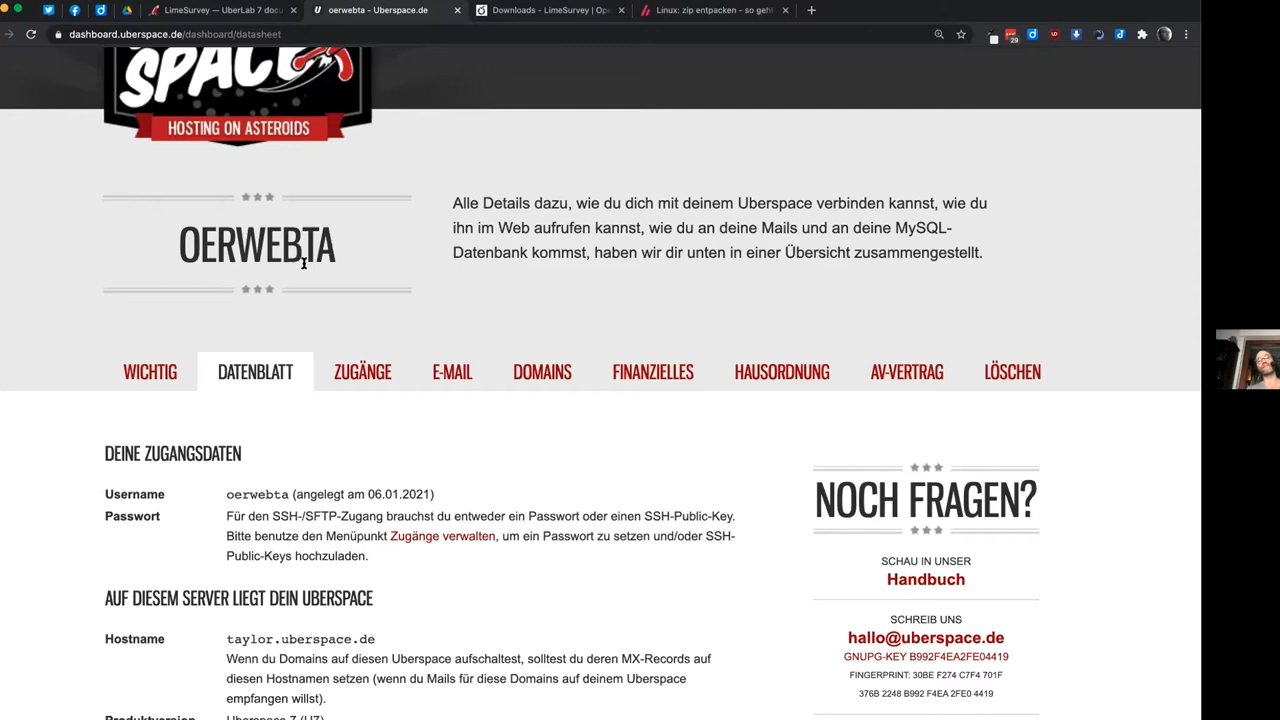 LimeSurvey — UberLab 7 docu
oerwebta - Uberspace.de
Downloads - LimeSurvey | Ope
Linux: zip entpacken - so geht
dashboard.uberspace.de/dashboard/datasheet
29
SPACE
HOSTING ON ASTEROIDS
OERWEBTA
Alle Details dazu, wie du dich mit deinem Uberspace verbinden kannst, wie du
ihn im Web aufrufen kannst, wie du an deine Mails und an deine MySQL-
Datenbank kommst, haben wir dir unten in einer Übersicht zusammengestellt.
WICHTIG DATENBLATT ZUGÄNGE E-MAIL DOMAINS FINANZIELLES HAUSORDNUNG AV-VERTRAG LÖSCHEN
DEINE ZUGANGSDATEN
Username oerwebta (angelegt am 06.01.2021)
Passwort Für den SSH-/SFTP-Zugang brauchst du entweder ein Passwort oder einen SSH-Public-Key.
Bitte benutze den Menüpunkt Zugänge verwalten, um ein Passwort zu setzen und/oder SSH-
Public-Keys hochzuladen.
AUF DIESEM SERVER LIEGT DEIN UBERSPACE
Hostname taylor.uberspace.de
Wenn du Domains auf diesen Uberspace aufschaltest, solltest du deren MX-Records auf
diesen Hostnamen setzen (wenn du Mails für diese Domains auf deinem Uberspace
empfangen willst).
Produktversion Uberspace 7 (U7)
NOCH FRAGEN?
SCHAU IN UNSER
Handbuch
SCHREIB UNS
hallo@uberspace.de
GNUPG-KEY B992F4EA2FE04419
FINGERPRINT: 30BE F274 C7F4 701F
376B 2248 B992 F4EA 2FE0 4419